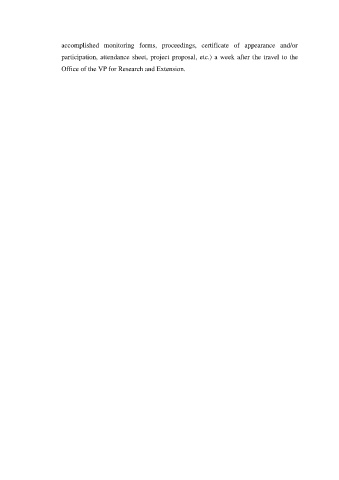 accomplished monitoring forms, proceedings, certificate of appearance and/or
participation, attendance sheet, project proposal, etc.) a week after the travel to the
Office of the VP for Research and Extension.